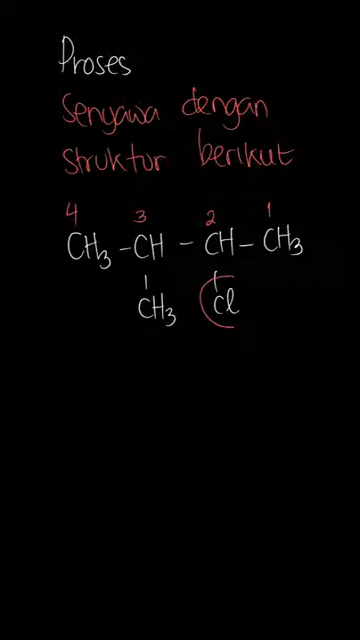 Proses
Senyawa dengan
struktur berikut
4 3 2 1
CH3 - CH - CH - CH3
CH3 Cl